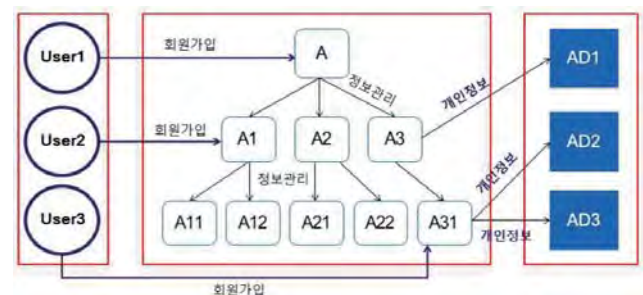 User1
회원가입
A
AD1
정보관리
개인정보
User2
회원가입
A1
A2
A3
AD2
정보관리
개인정보
User3
A11
A12
A21
A22
A31
AD3
개인정보
회원가입